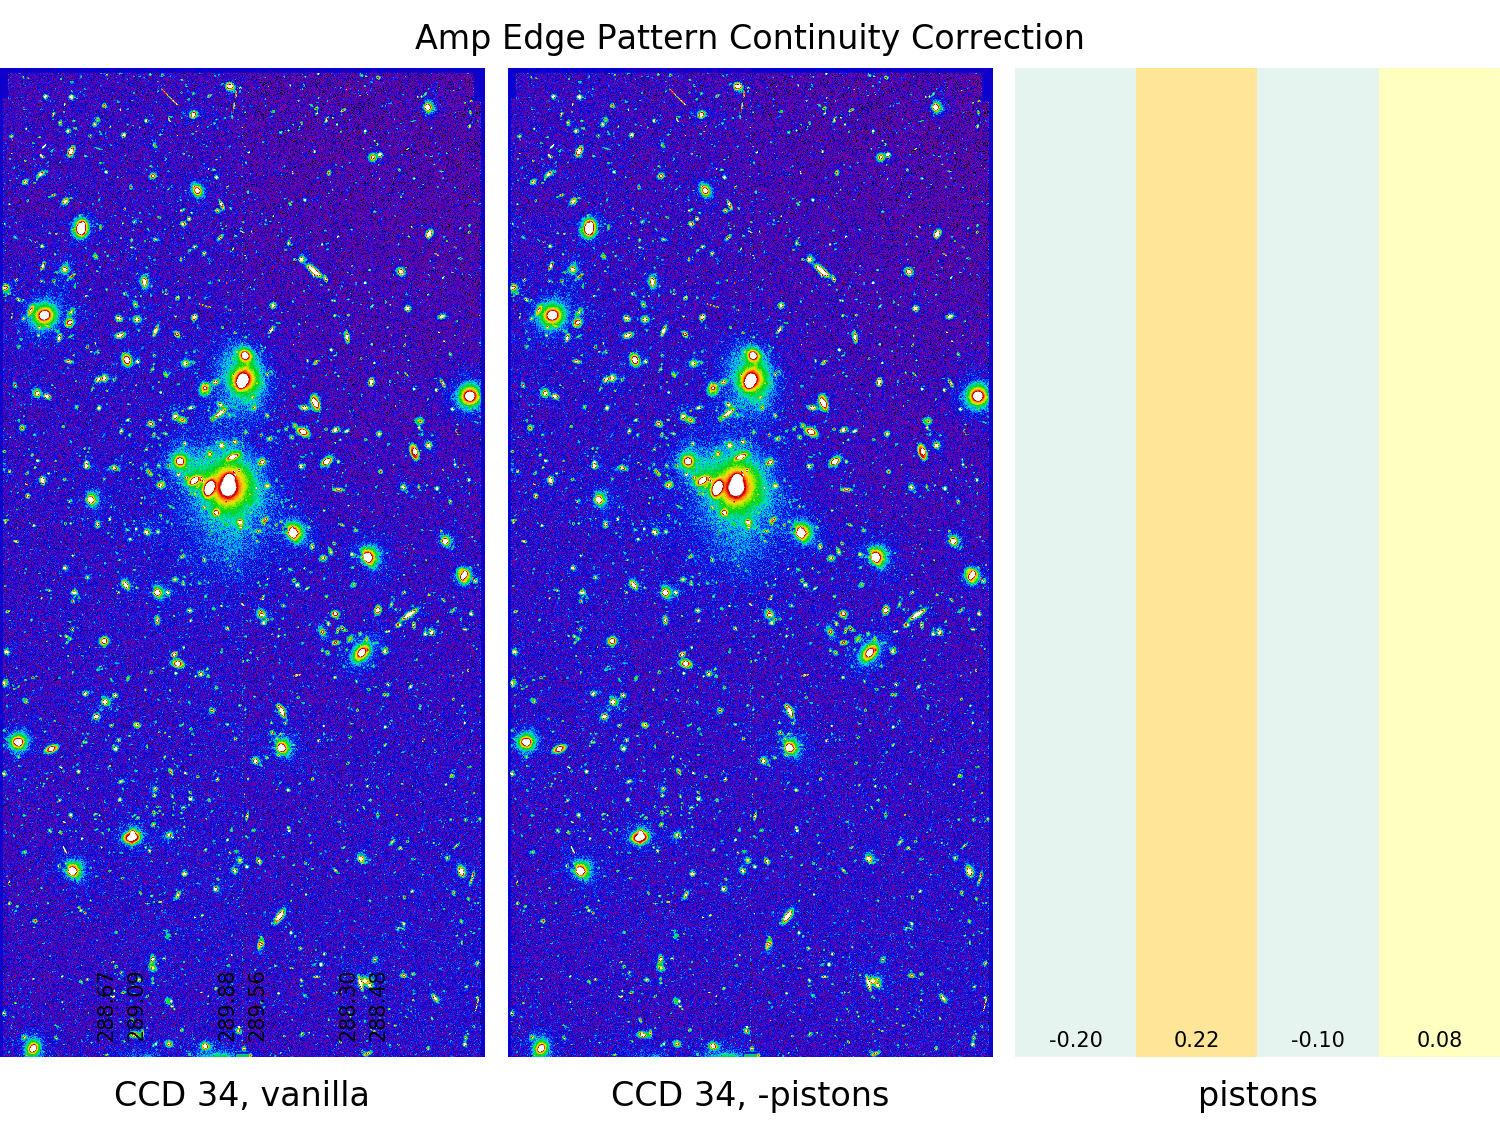 Amp Edge Pattern Continuity Correction
288.67
289.09
289.88
289.56
288.30
288.48
-0.20 0.22 -0.10 0.08
CCD 34, vanilla CCD 34, -pistons pistons